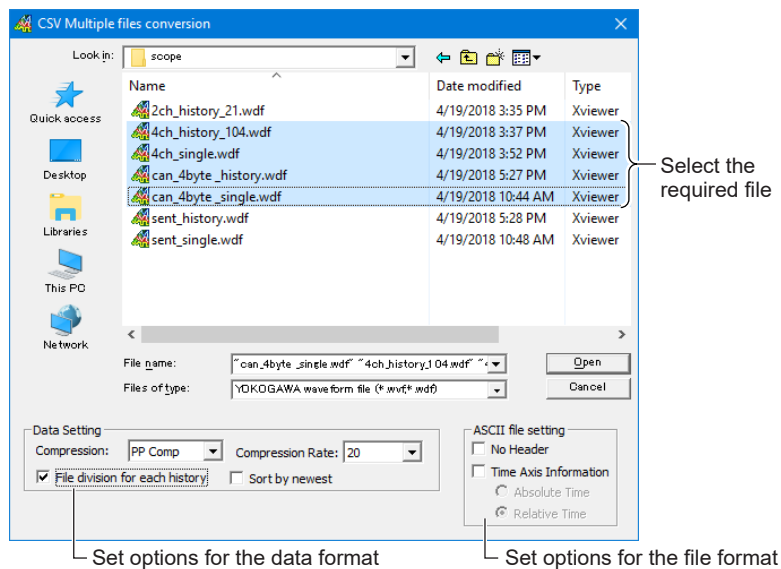 CSV Multiple files conversion
Look in: scope
Name Date modified Type
2ch_history_21.wdf 4/19/2018 3:35 PM Xviewer
4ch_history_104.wdf 4/19/2018 3:37 PM Xviewer
4ch_single.wdf 4/19/2018 3:52 PM Xviewer
can_4byte _history.wdf 4/19/2018 5:27 PM Xviewer
can_4byte _single.wdf 4/19/2018 10:44 AM Xviewer
sent_history.wdf 4/19/2018 5:28 PM Xviewer
sent_single.wdf 4/19/2018 10:48 AM Xviewer
Quick access
Desktop
Libraries
This PC
Network
Select the
required file
File name: "can_4byte _single.wdf" "4ch_history_104.wdf" "4
Open
Files of type: YOKOGAWA waveform file (*.wvf;*.wdf)
Cancel
Data Setting
Compression: PP Comp Compression Rate: 20
File division for each history Sort by newest
ASCII file setting
No Header
Time Axis Information
Absolute Time
Relative Time
Set options for the data format
Set options for the file format